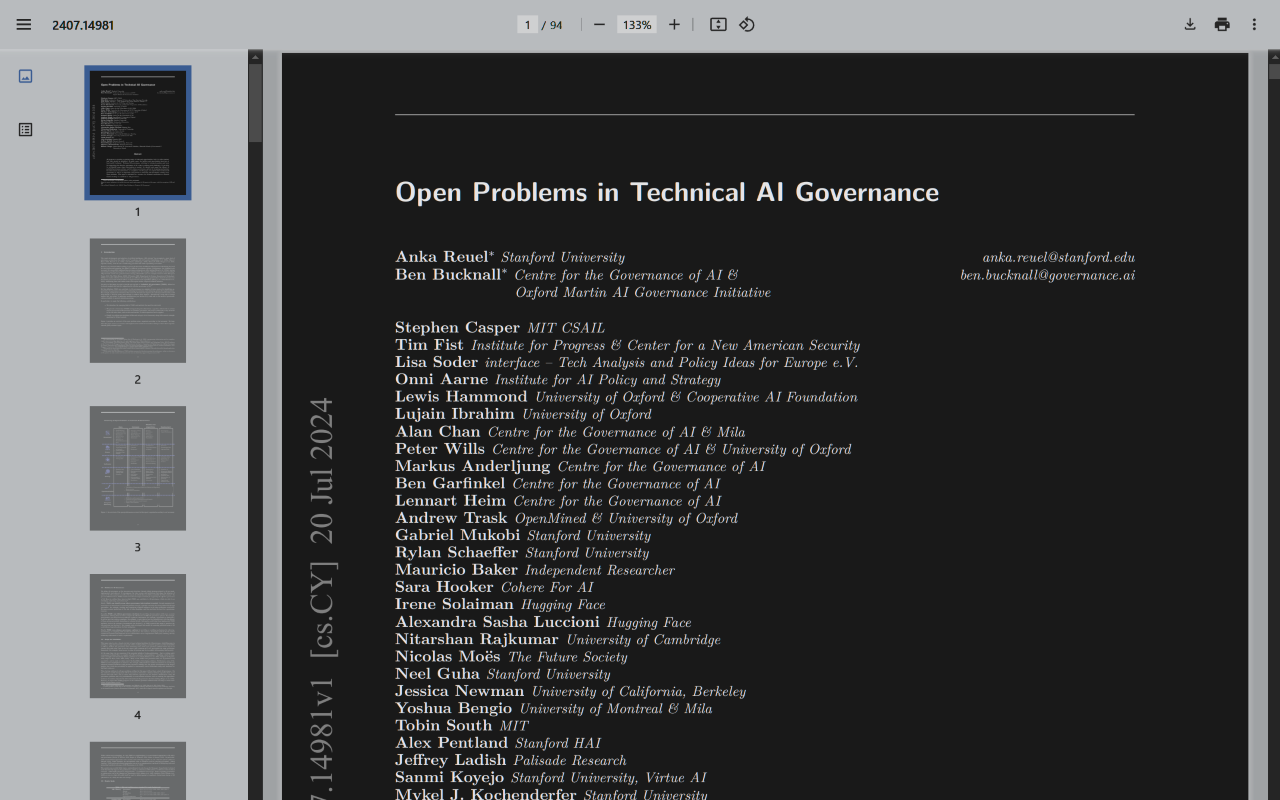 2407.14981
1 / 94
133%
1
2
3
4
Open Problems in Technical AI Governance
Anka Reuel* Stanford University anka.reuel@stanford.edu
Ben Bucknall* Centre for the Governance of AI & ben.bucknall@governance.ai
Oxford Martin AI Governance Initiative
Stephen Casper MIT CSAIL
Tim Fist Institute for Progress & Center for a New American Security
Lisa Soder interface – Tech Analysis and Policy Ideas for Europe e.V.
Onni Aarne Institute for AI Policy and Strategy
Lewis Hammond University of Oxford & Cooperative AI Foundation
Lujain Ibrahim University of Oxford
Alan Chan Centre for the Governance of AI & Mila
Peter Wills Centre for the Governance of AI & University of Oxford
Markus Anderljung Centre for the Governance of AI
Ben Garfinkel Centre for the Governance of AI
Lennart Heim Centre for the Governance of AI
Andrew Trask OpenMined & University of Oxford
Gabriel Mukobi Stanford University
Rylan Schaeffer Stanford University
Mauricio Baker Independent Researcher
Sara Hooker Cohere For AI
Irene Solaiman Hugging Face
Alexandra Sasha Luccioni Hugging Face
Nitarshan Rajkumar University of Cambridge
Nicolas Moës The Future Society
Neel Guha Stanford University
Jessica Newman University of California, Berkeley
Yoshua Bengio University of Montreal & Mila
Tobin South MIT
Alex Pentland Stanford HAI
Jeffrey Ladish Palisade Research
Sanmi Koyejo Stanford University, Virtue AI
Mykel J. Kochenderfer Stanford University
7.14981v1 [cs.CY] 20 Jul 2024